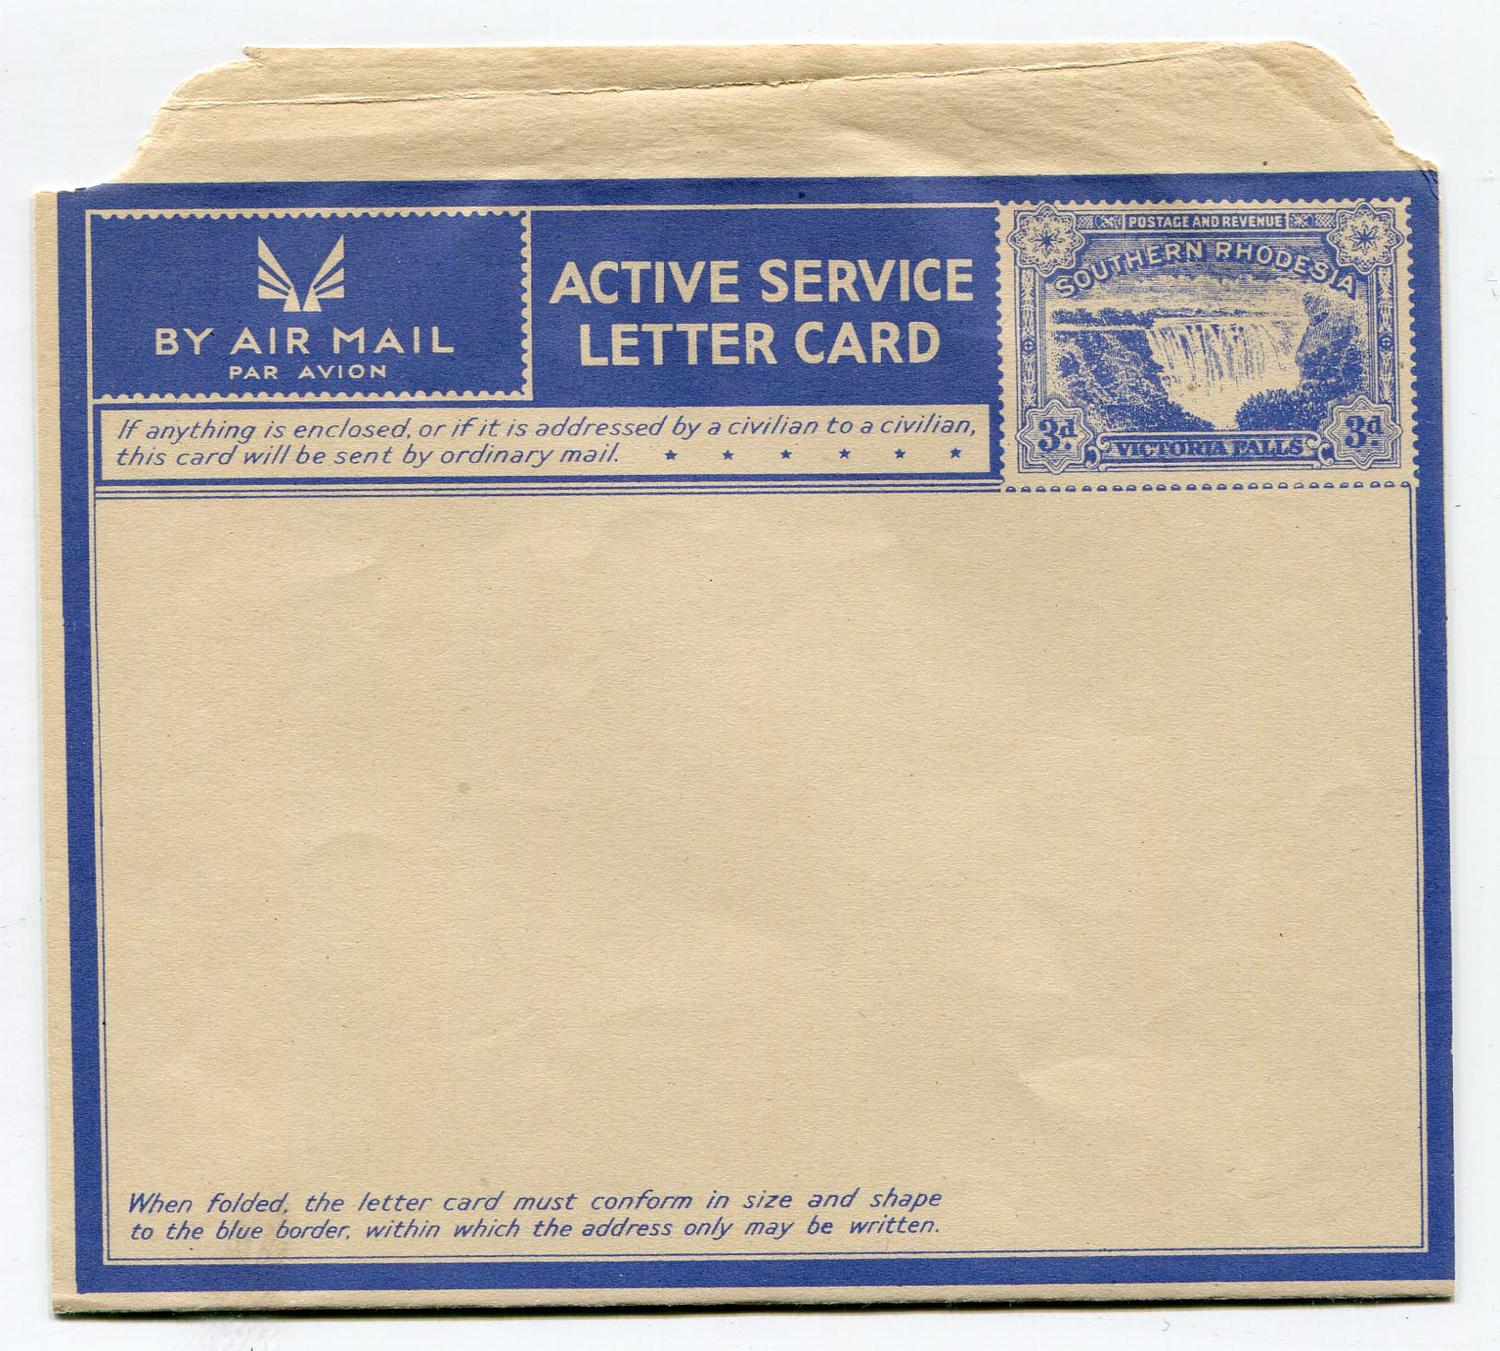 BY AIR MAIL
PAR AVION
ACTIVE SERVICE
LETTER CARD
POSTAGE AND REVENUE
SOUTHERN RHODESIA
3d.
VICTORIA FALLS
3d.
If anything is enclosed, or if it is addressed by a civilian to a civilian,
this card will be sent by ordinary mail. ★ ★ ★ ★ ★ ★
When folded, the letter card must conform in size and shape
to the blue border, within which the address only may be written.